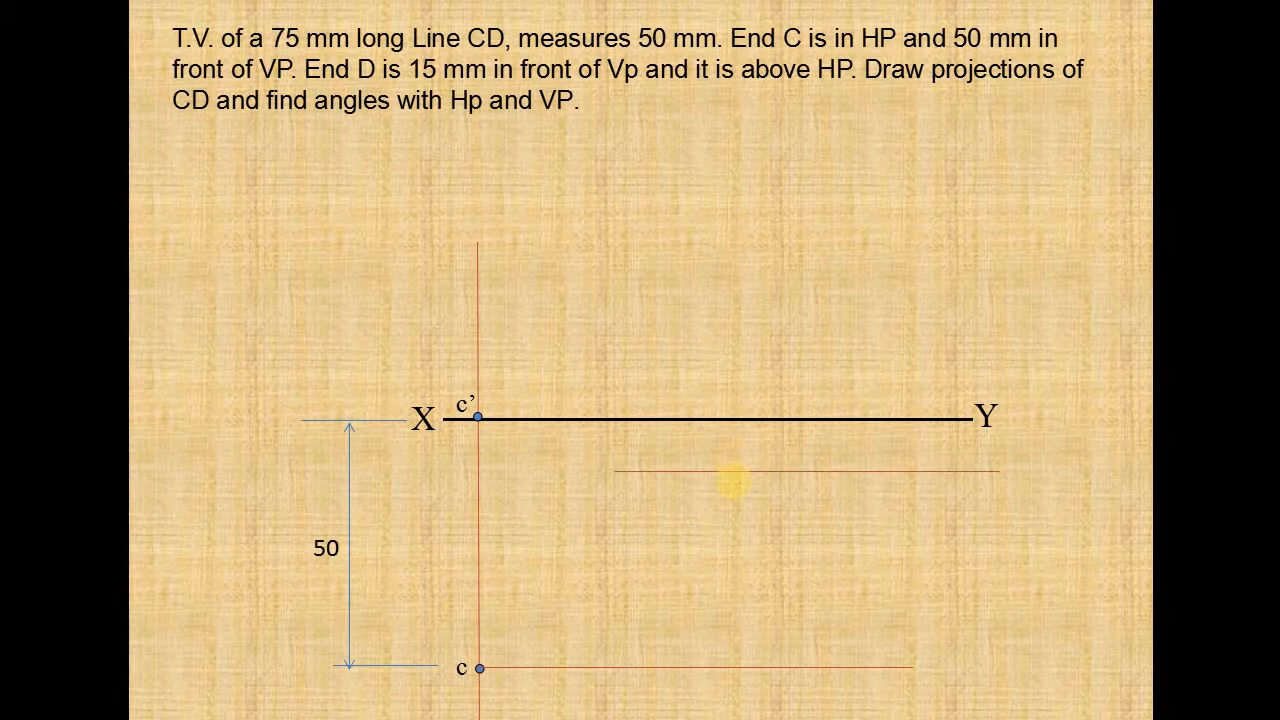 T.V. of a 75 mm long Line CD, measures 50 mm. End C is in HP and 50 mm in
front of VP. End D is 15 mm in front of Vp and it is above HP. Draw projections of
CD and find angles with Hp and VP.
c’
X
Y
50
c